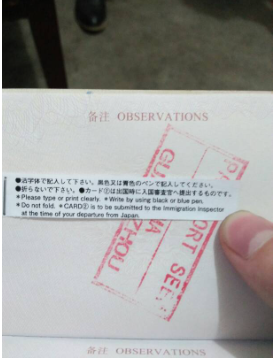 备注 OBSERVATIONS
●活字体で記入して下さい。黒色又は青色のペンで記入してください。
●折らないで下さい。●カード②は出国時に入国審査官へ提出するものです。
＊Please type or print clearly. ＊Write by using black or blue pen.
＊Do not fold. ＊CARD② is to be submitted to the Immigration Inspector
at the time of your departure from Japan.
备注 OBSERVATIONS